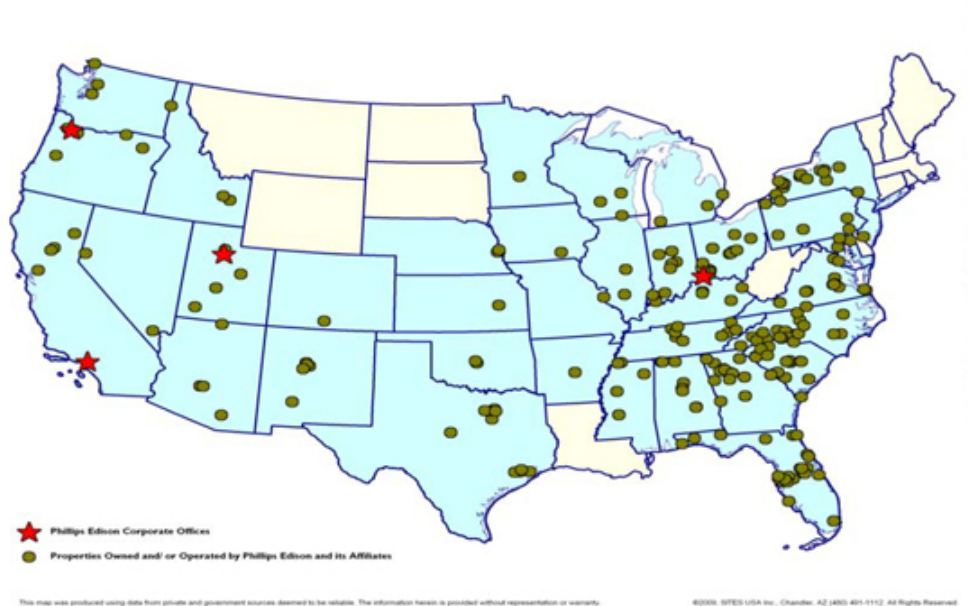 Phillips Edison Corporate Offices
Properties Owned and/ or Operated by Phillips Edison and its Affiliates
This map was produced using data from private and government sources deemed to be reliable. The information herein is provided without representation or warranty.
©2009, SITES USA Inc., Chandler, AZ (480) 491-1112 All Rights Reserved